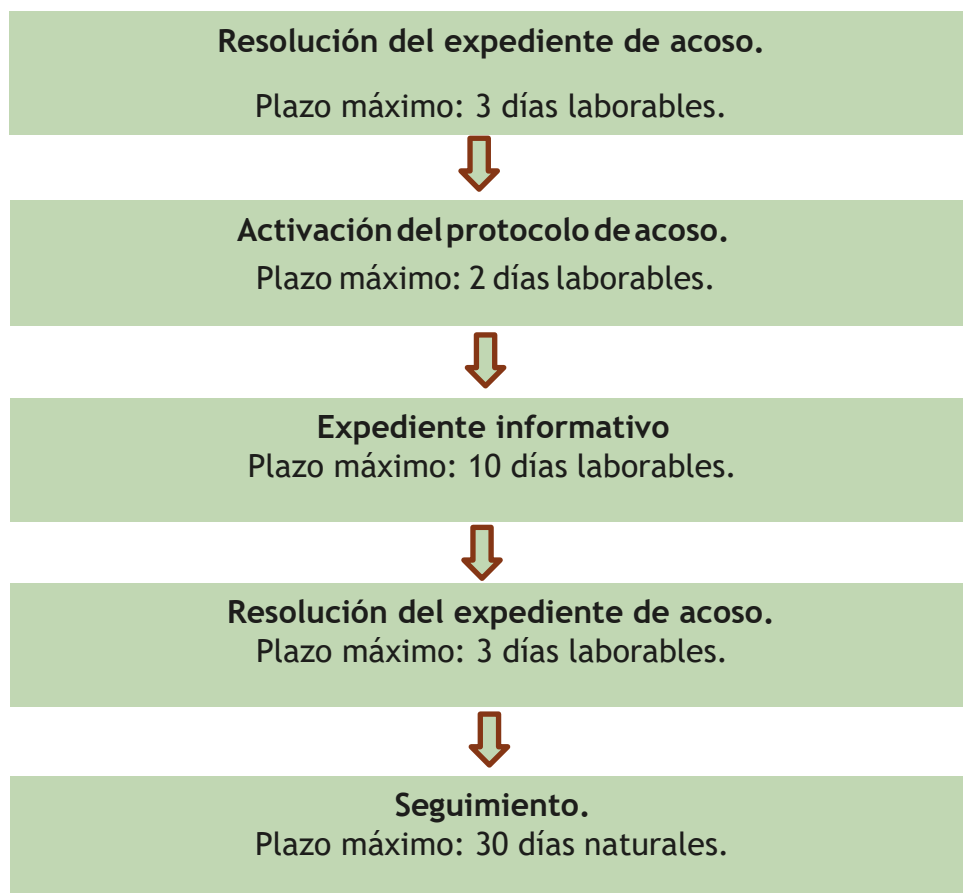 Resolución del expediente de acoso.
Plazo máximo: 3 días laborables.
Activación del protocolo de acoso.
Plazo máximo: 2 días laborables.
Expediente informativo
Plazo máximo: 10 días laborables.
Resolución del expediente de acoso.
Plazo máximo: 3 días laborables.
Seguimiento.
Plazo máximo: 30 días naturales.